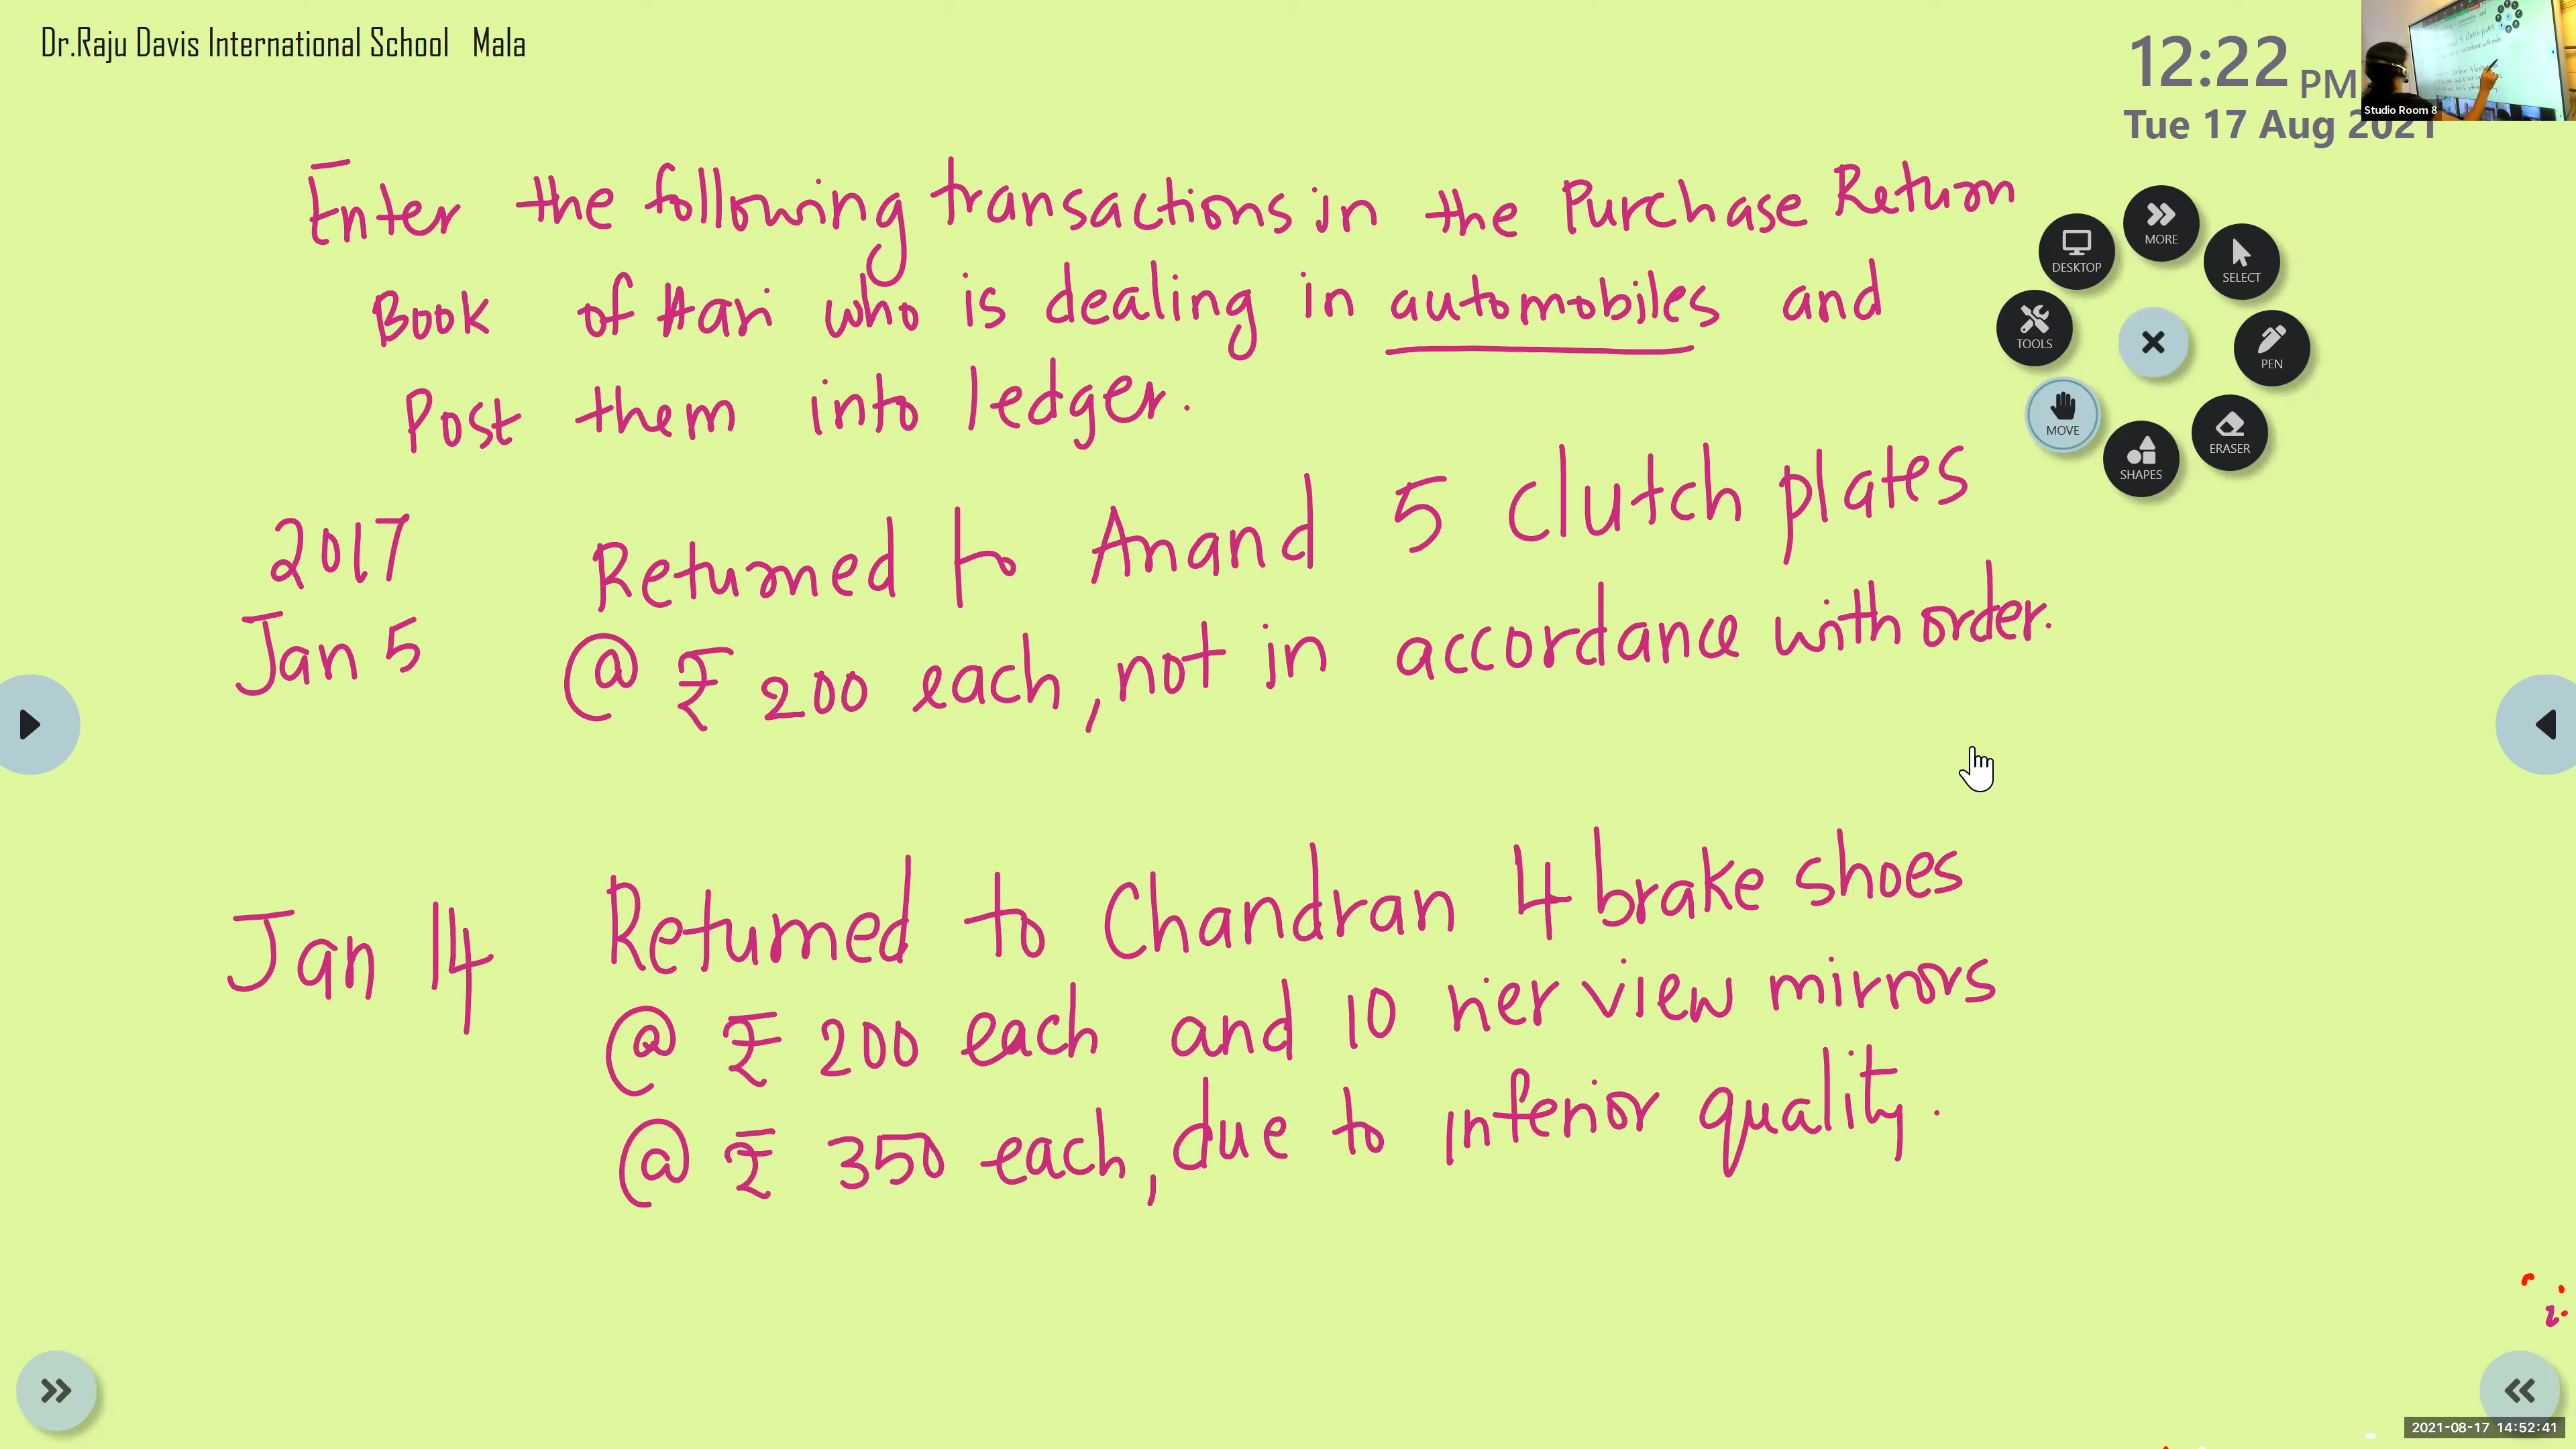 Dr.Raju Davis International School Mala
12:22 PM
Tue 17 Aug 2021
Studio Room 8
Enter the following transactions in the Purchase Return
Book of Hari who is dealing in automobiles and
Post them into ledger.
MORE
DESKTOP
SELECT
TOOLS
PEN
MOVE
ERASER
SHAPES
2017
Jan 5
Returned to Anand 5 clutch plates
@ ₹ 200 each, not in accordance with order.
Jan 14
Returned to Chandran 4 brake shoes
@ ₹ 200 each and 10 rier view mirrors
@ ₹ 350 each, due to inferior quality.
2021-08-17 14:52:41